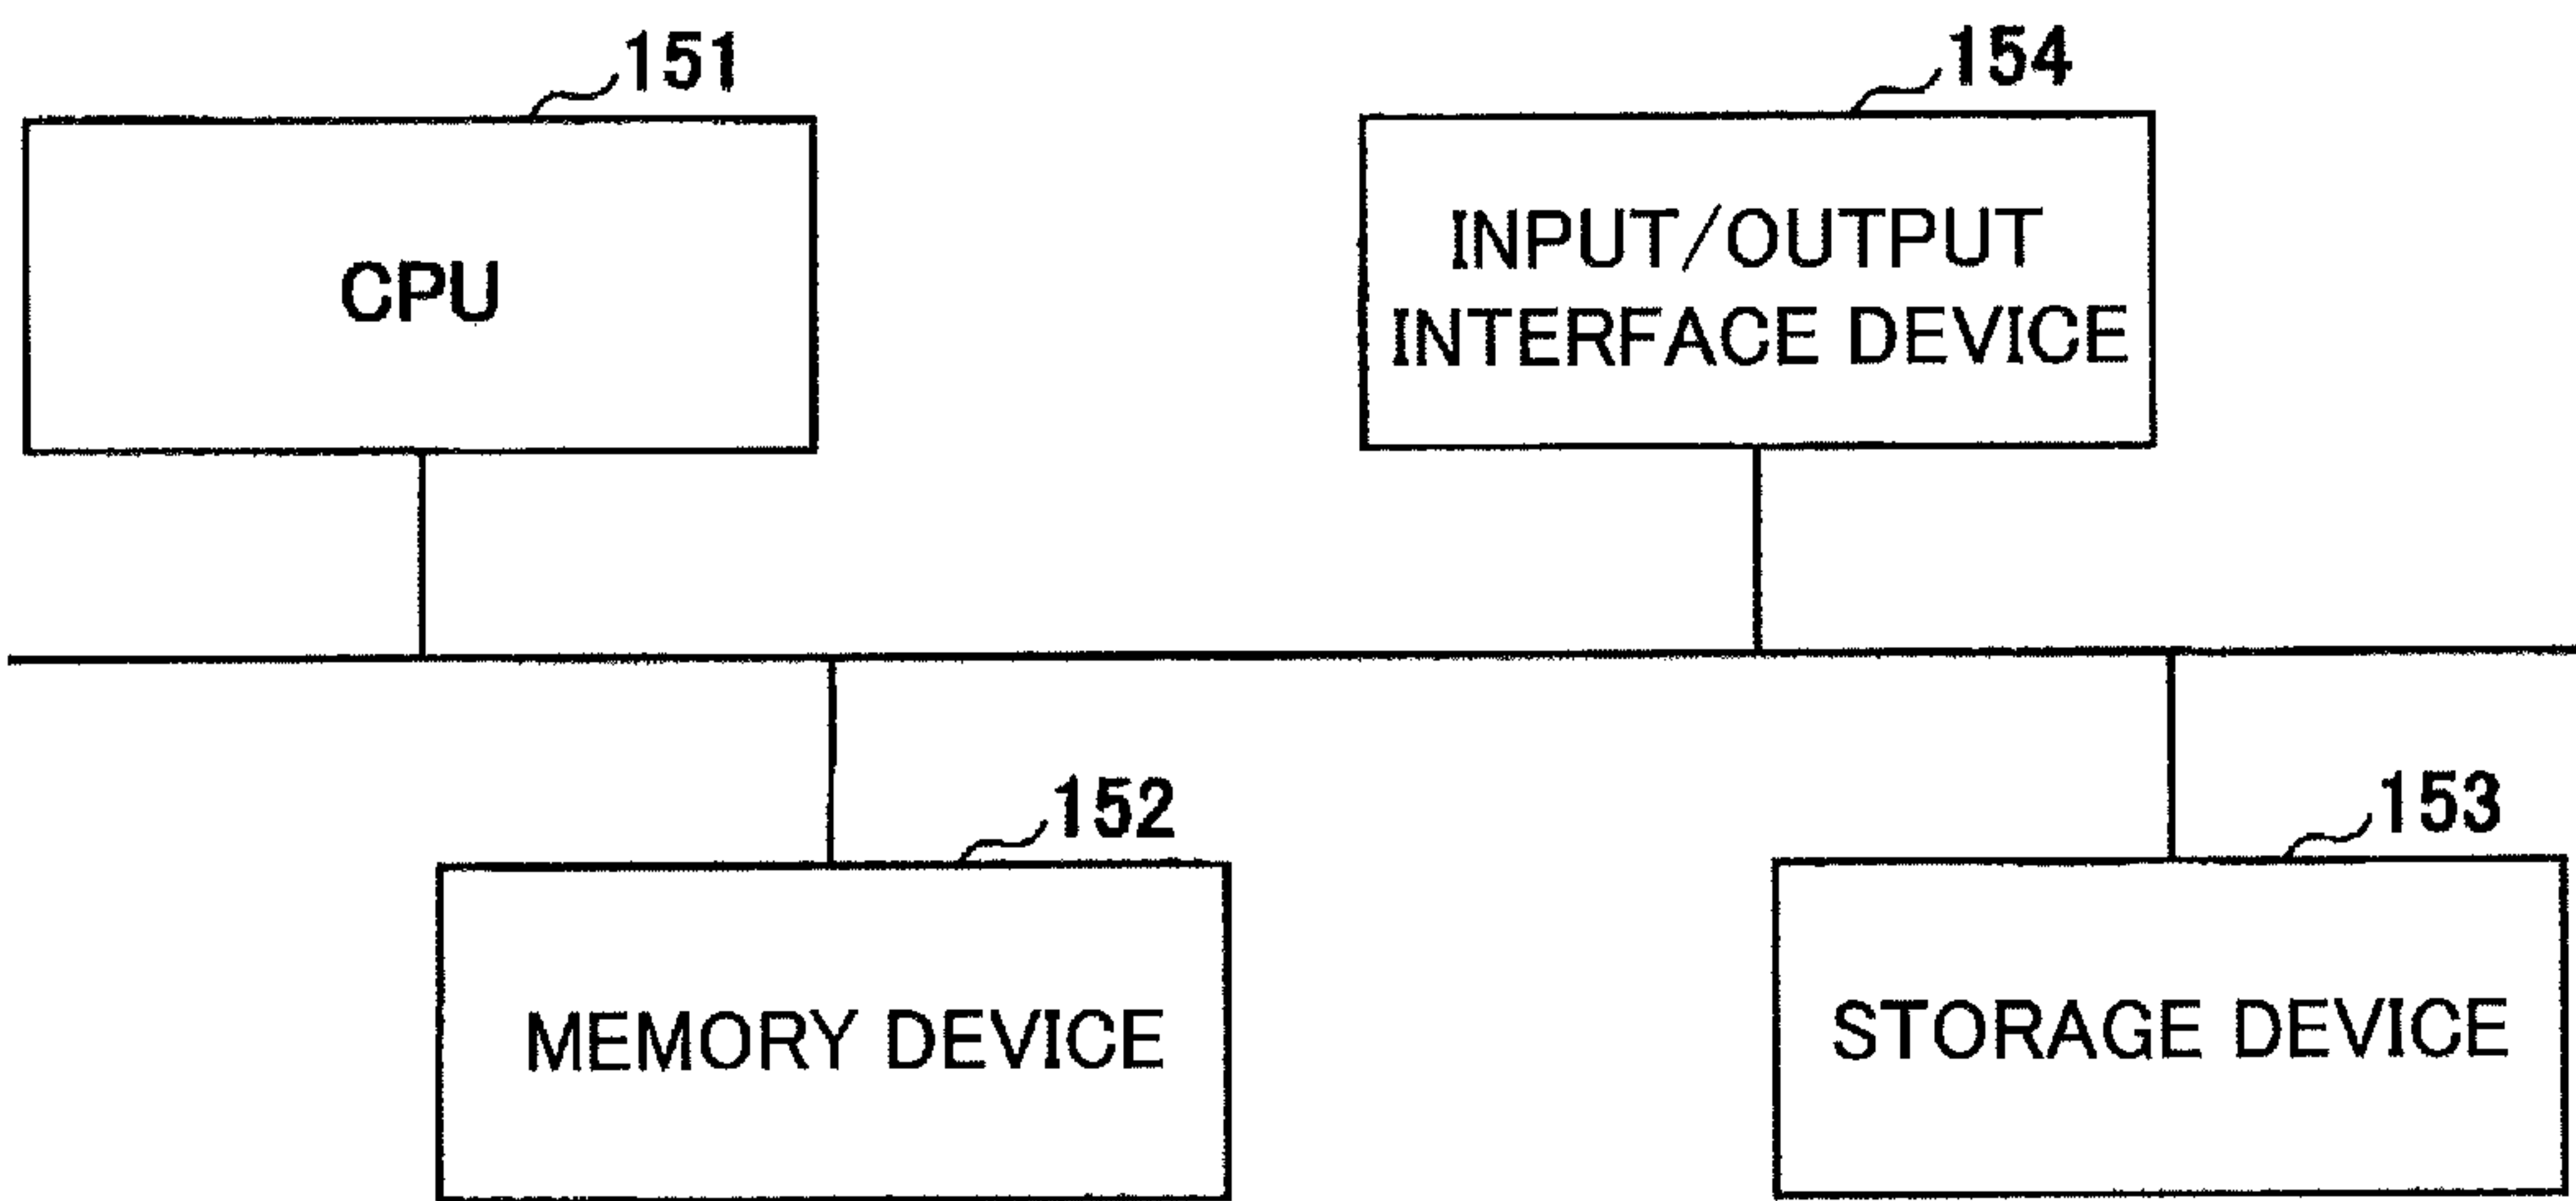 151
CPU
154
INPUT/OUTPUT
INTERFACE DEVICE
152
MEMORY DEVICE
153
STORAGE DEVICE